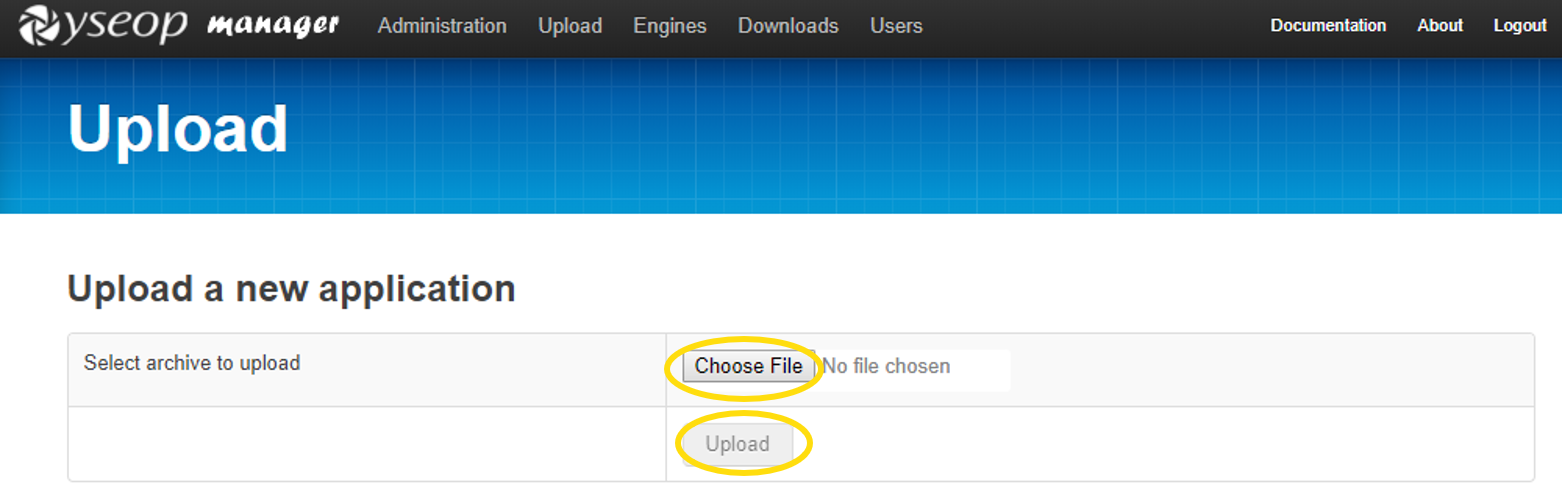 yseop manager Administration Upload Engines Downloads Users Documentation About Logout
Upload
Upload a new application
Select archive to upload Choose File No file chosen
Upload